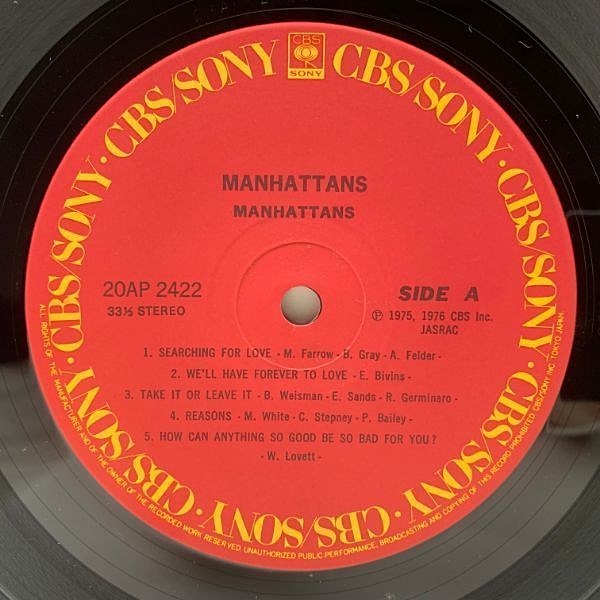 CBS
SONY
CBS/SONY · CBS/SONY · CBS/SONY · CBS/SONY · CBS/SONY · CBS/SONY · CBS/SONY · CBS/SONY
MANHATTANS
MANHATTANS
20AP 2422
33⅓ STEREO
SIDE A
Ⓟ 1975, 1976 CBS Inc.
JASRAC
1. SEARCHING FOR LOVE - M. Farrow - B. Gray - A. Felder -
2. WE'LL HAVE FOREVER TO LOVE - E. Bivins -
3. TAKE IT OR LEAVE IT - B. Weisman - E. Sands - R. Germinaro -
4. REASONS - M. White - C. Stepney - P. Bailey -
5. HOW CAN ANYTHING SO GOOD BE SO BAD FOR YOU?
- W. Lovett -
ALL RIGHTS OF THE MANUFACTURER AND OF THE OWNER OF THE RECORDED WORK RESERVED. UNAUTHORIZED PUBLIC PERFORMANCE, BROADCASTING AND COPYING OF THIS RECORD PROHIBITED. CBS/SONY INC. TOKYO JAPAN